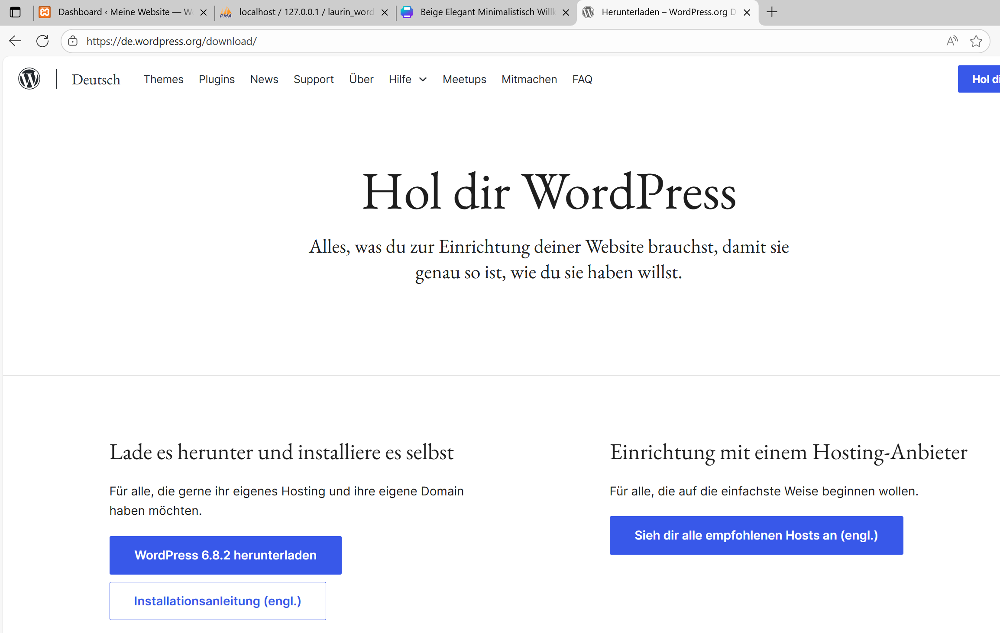 Dashboard ‹ Meine Website — W
localhost / 127.0.0.1 / laurin_word
Beige Elegant Minimalistisch Willk
Herunterladen – WordPress.org D
https://de.wordpress.org/download/
Deutsch
Themes
Plugins
News
Support
Über
Hilfe
Meetups
Mitmachen
FAQ
Hol di
Hol dir WordPress
Alles, was du zur Einrichtung deiner Website brauchst, damit sie
genau so ist, wie du sie haben willst.
Lade es herunter und installiere es selbst
Für alle, die gerne ihr eigenes Hosting und ihre eigene Domain
haben möchten.
WordPress 6.8.2 herunterladen
Installationsanleitung (engl.)
Einrichtung mit einem Hosting-Anbieter
Für alle, die auf die einfachste Weise beginnen wollen.
Sieh dir alle empfohlenen Hosts an (engl.)